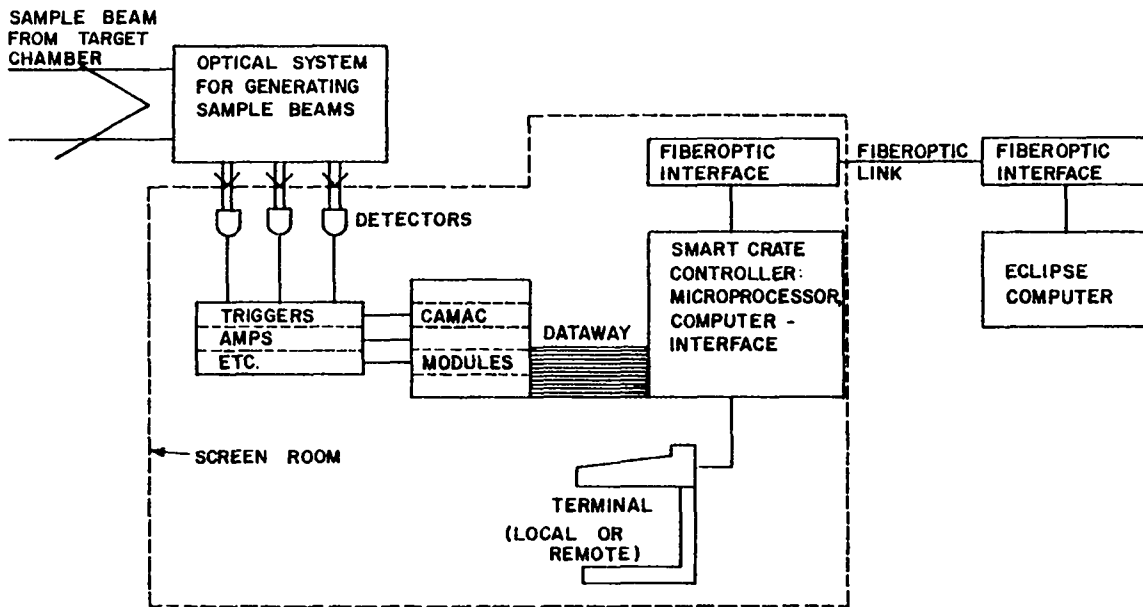 SAMPLE BEAM
FROM TARGET
CHAMBER
OPTICAL SYSTEM
FOR GENERATING
SAMPLE BEAMS
FIBEROPTIC
INTERFACE
FIBEROPTIC
LINK
FIBEROPTIC
INTERFACE
DETECTORS
SMART CRATE
CONTROLLER:
MICROPROCESSOR,
COMPUTER -
INTERFACE
ECLIPSE
COMPUTER
TRIGGERS
AMPS
ETC.
CAMAC
MODULES
DATAWAY
SCREEN ROOM
TERMINAL
(LOCAL OR
REMOTE)